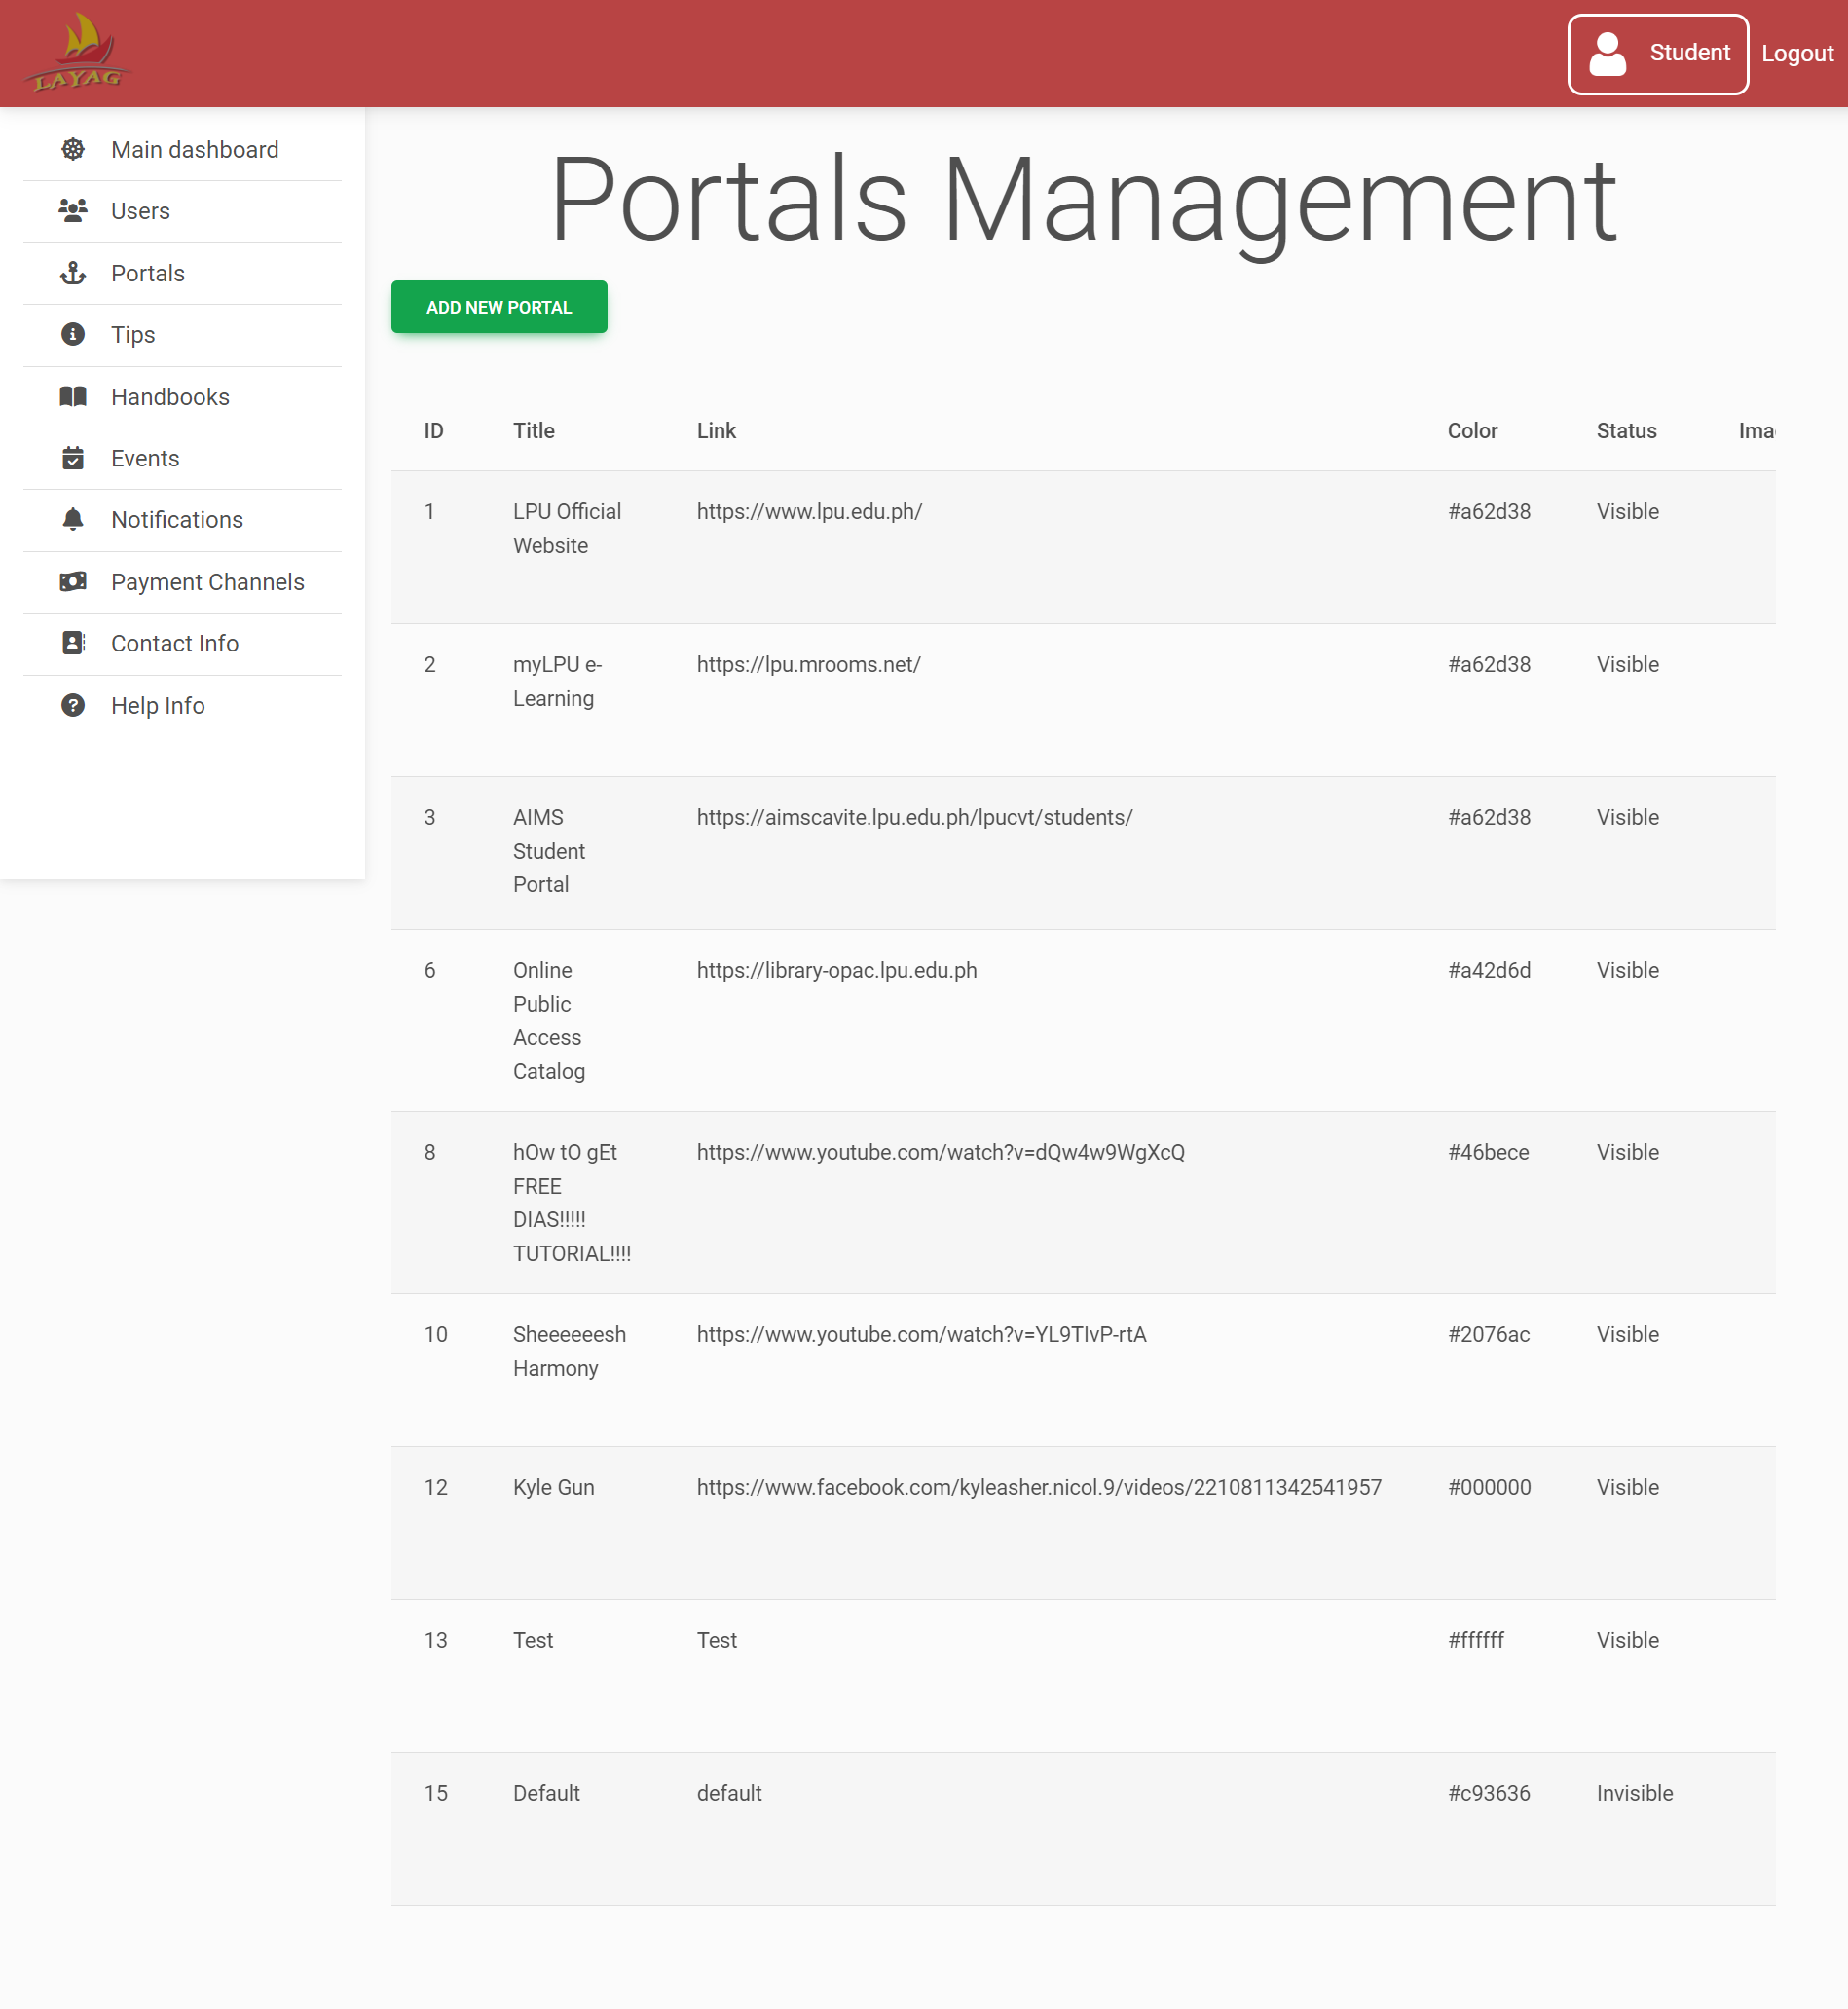 LAYAG
Student
Logout
Main dashboard
Users
Portals
Tips
Handbooks
Events
Notifications
Payment Channels
Contact Info
Help Info
Portals Management
ADD NEW PORTAL
ID Title Link Color Status Imag
1 LPU Official https://www.lpu.edu.ph/ #a62d38 Visible
Website
2 myLPU e- https://lpu.mrooms.net/ #a62d38 Visible
Learning
3 AIMS https://aimscavite.lpu.edu.ph/lpucvt/students/ #a62d38 Visible
Student
Portal
6 Online https://library-opac.lpu.edu.ph #a42d6d Visible
Public
Access
Catalog
8 hOw tO gEt https://www.youtube.com/watch?v=dQw4w9WgXcQ #46bece Visible
FREE
DIAS!!!!!
TUTORIAL!!!!
10 Sheeeeeesh https://www.youtube.com/watch?v=YL9TIvP-rtA #2076ac Visible
Harmony
12 Kyle Gun https://www.facebook.com/kyleasher.nicol.9/videos/2210811342541957 #000000 Visible
13 Test Test #ffffff Visible
15 Default default #c93636 Invisible